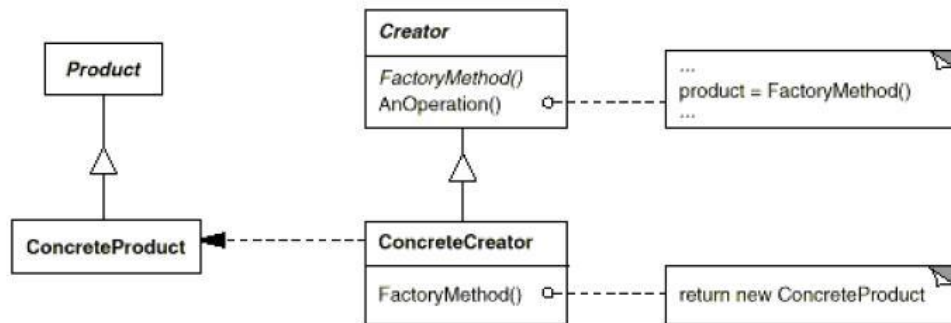 Product
ConcreteProduct
Creator
FactoryMethod()
AnOperation()
...
product = FactoryMethod()
...
ConcreteCreator
FactoryMethod()
return new ConcreteProduct